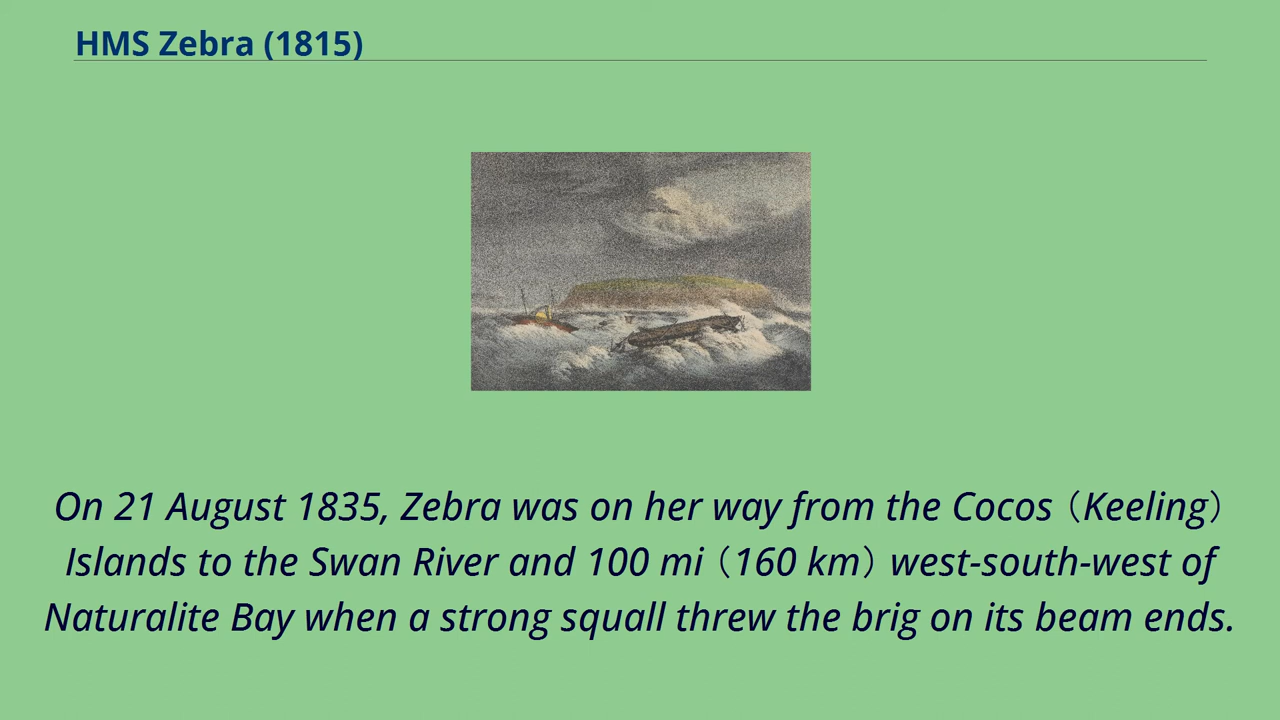 HMS Zebra (1815)
On 21 August 1835, Zebra was on her way from the Cocos（Keeling）
Islands to the Swan River and 100 mi（160 km）west-south-west of
Naturalite Bay when a strong squall threw the brig on its beam ends.